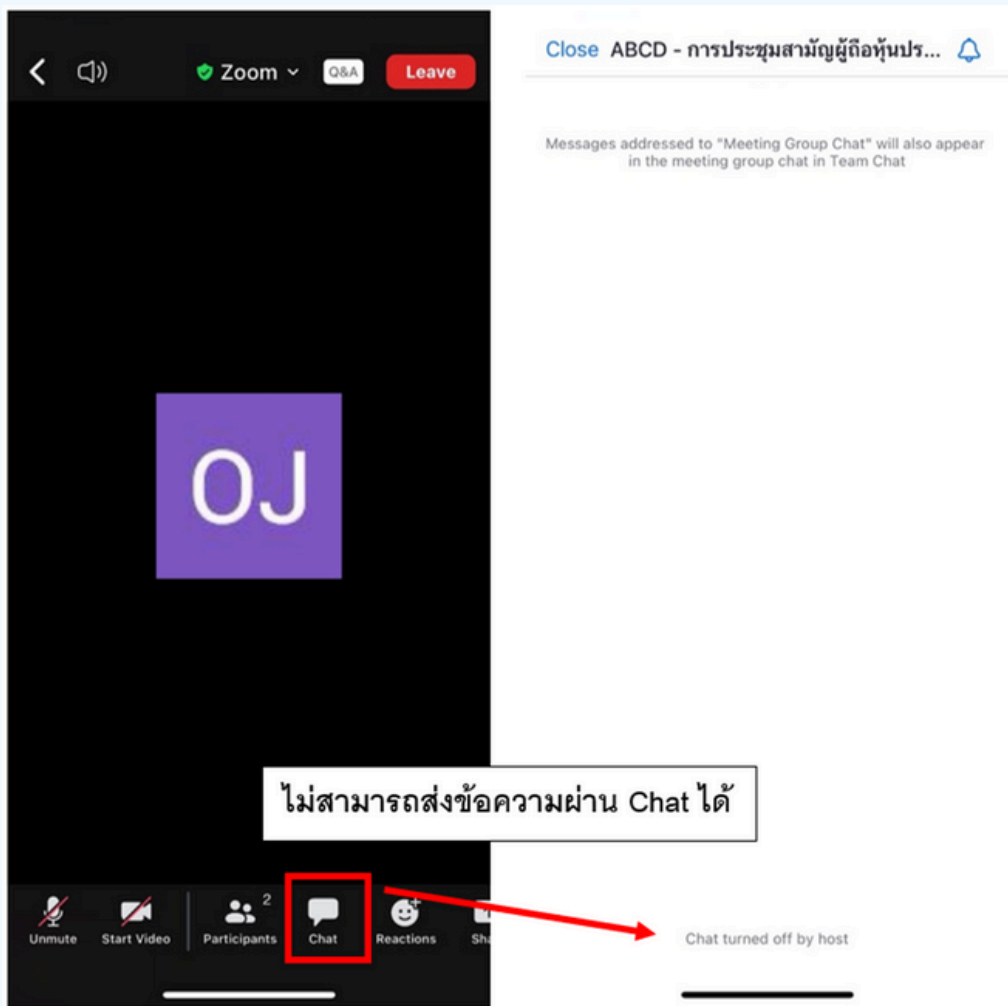 Zoom
Q&A
Leave
OJ
Unmute
Start Video
Participants
2
Chat
Reactions
Sha
Close
ABCD - การประชุมสามัญผู้ถือหุ้นปร...
Messages addressed to "Meeting Group Chat" will also appear
in the meeting group chat in Team Chat
ไม่สามารถส่งข้อความผ่าน Chat ได้
Chat turned off by host